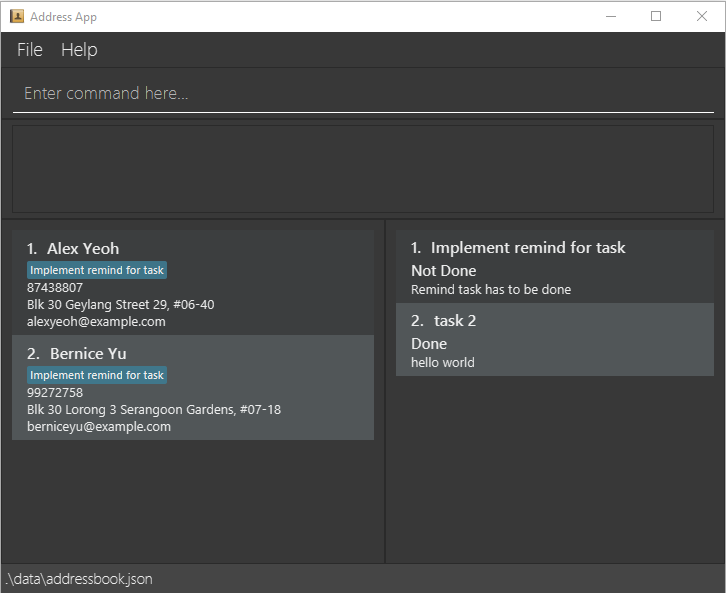 Address App
File Help
Enter command here...
1. Alex Yeoh
Implement remind for task
87438807
Blk 30 Geylang Street 29, #06-40
alexyeoh@example.com
2. Bernice Yu
Implement remind for task
99272758
Blk 30 Lorong 3 Serangoon Gardens, #07-18
berniceyu@example.com
1. Implement remind for task
Not Done
Remind task has to be done
2. task 2
Done
hello world
.\data\addressbook.json